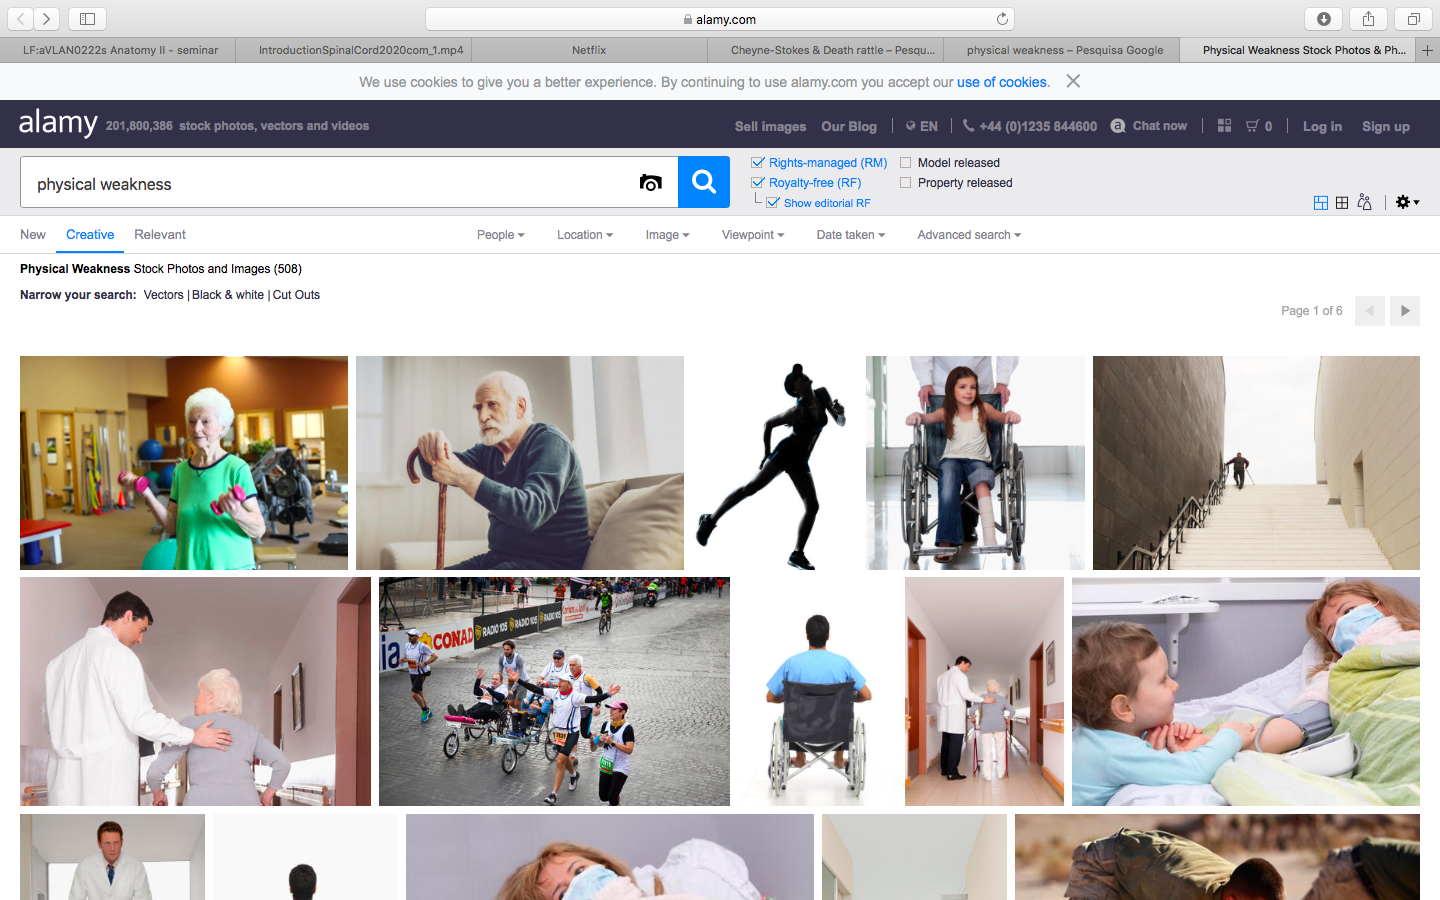 alamy.com
LF:aVLAN0222s Anatomy II - seminar
IntroductionSpinalCord2020com_1.mp4
Netflix
Cheyne-Stokes & Death rattle – Pesqu...
physical weakness – Pesquisa Google
Physical Weakness Stock Photos & Ph...
We use cookies to give you a better experience. By continuing to use alamy.com you accept our use of cookies.
alamy 201,800,386 stock photos, vectors and videos
Sell images Our Blog EN +44 (0)1235 844600 a Chat now 0 Log in Sign up
physical weakness
Rights-managed (RM) Model released
Royalty-free (RF) Property released
Show editorial RF
New Creative Relevant People Location Image Viewpoint Date taken Advanced search
Physical Weakness Stock Photos and Images (508)
Narrow your search: Vectors | Black & white | Cut Outs
Page 1 of 6
ia CONAD RADIO 105 RADIO 105 RADIO 105